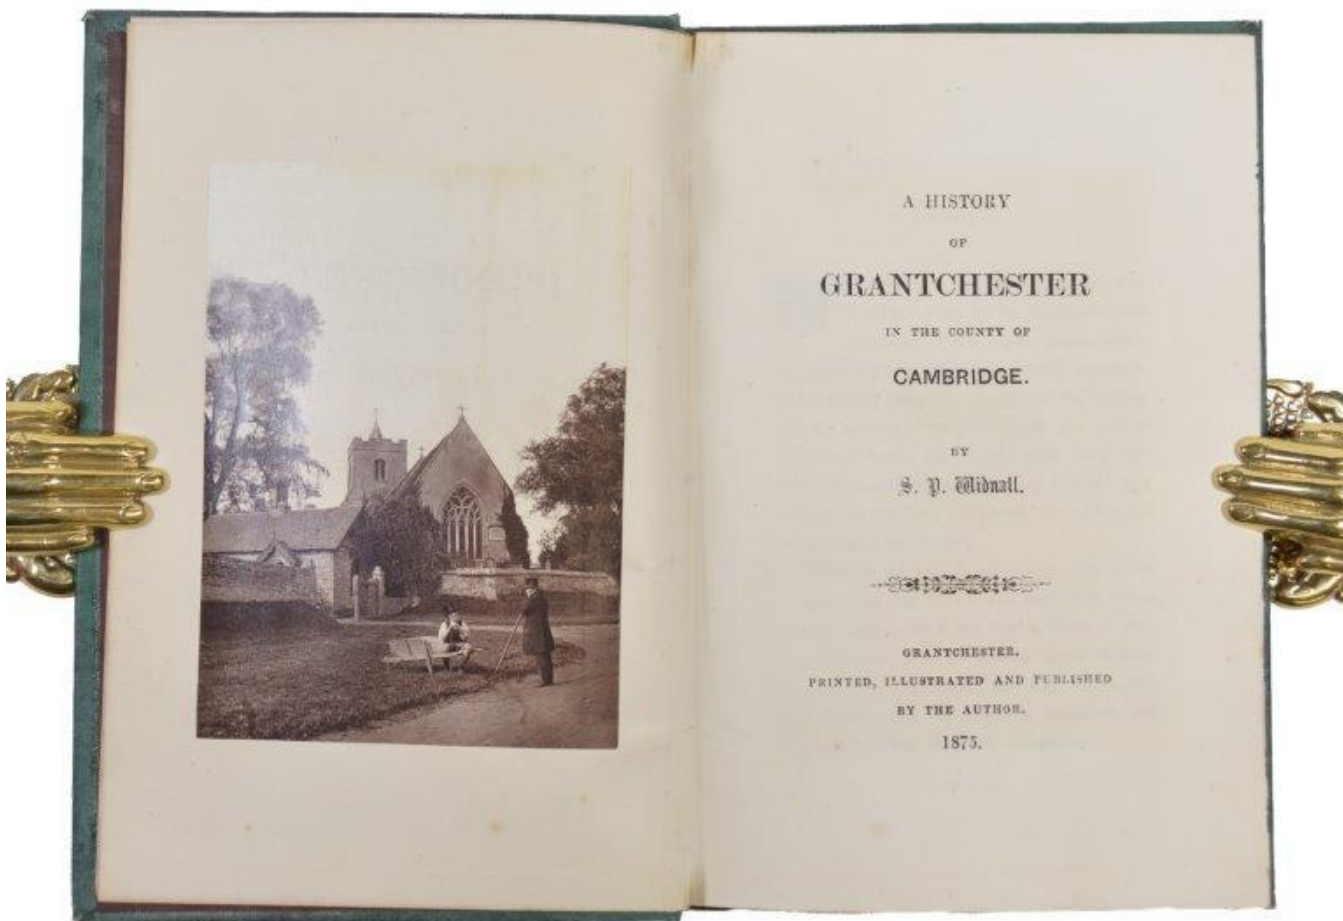 A HISTORY
OF
GRANTCHESTER
IN THE COUNTY OF
CAMBRIDGE.
BY
S. P. Widnall.
GRANTCHESTER.
PRINTED, ILLUSTRATED AND PUBLISHED
BY THE AUTHOR.
1875.